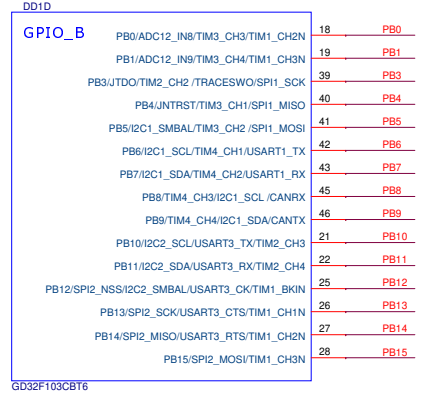 DD1D
GPIO_B
PB0/ADC12_IN8/TIM3_CH3/TIM1_CH2N 18 PB0
PB1/ADC12_IN9/TIM3_CH4/TIM1_CH3N 19 PB1
PB3/JTDO/TIM2_CH2 /TRACESWO/SPI1_SCK 39 PB3
PB4/JNTRST/TIM3_CH1/SPI1_MISO 40 PB4
PB5/I2C1_SMBAL/TIM3_CH2 /SPI1_MOSI 41 PB5
PB6/I2C1_SCL/TIM4_CH1/USART1_TX 42 PB6
PB7/I2C1_SDA/TIM4_CH2/USART1_RX 43 PB7
PB8/TIM4_CH3/I2C1_SCL /CANRX 45 PB8
PB9/TIM4_CH4/I2C1_SDA/CANTX 46 PB9
PB10/I2C2_SCL/USART3_TX/TIM2_CH3 21 PB10
PB11/I2C2_SDA/USART3_RX/TIM2_CH4 22 PB11
PB12/SPI2_NSS/I2C2_SMBAL/USART3_CK/TIM1_BKIN 25 PB12
PB13/SPI2_SCK/USART3_CTS/TIM1_CH1N 26 PB13
PB14/SPI2_MISO/USART3_RTS/TIM1_CH2N 27 PB14
PB15/SPI2_MOSI/TIM1_CH3N 28 PB15
GD32F103CBT6